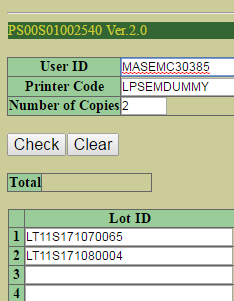 PS00S01002540 Ver.2.0
User ID MASEMC30385
Printer Code LPSEMDUMMY
Number of Copies 2
Check Clear
Total
Lot ID
1 LT11S171070065
2 LT11S171080004
3
4